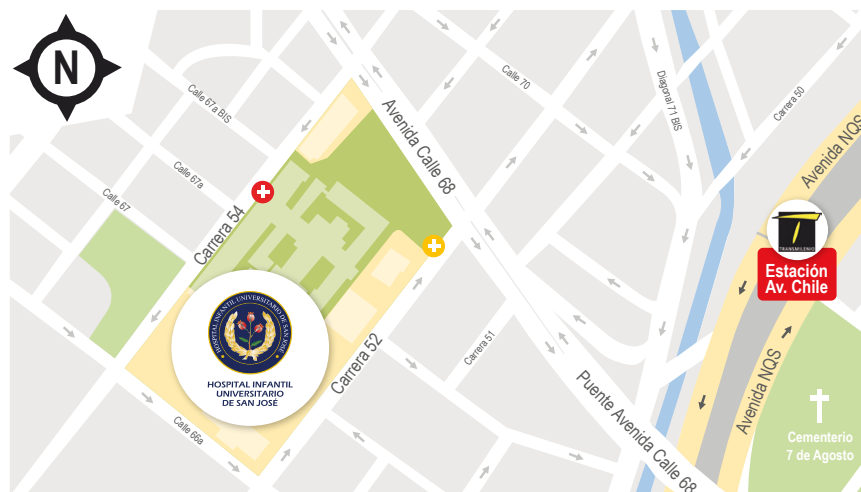 N
Calle 67a BIS
Calle 67a
Calle 67
Carrera 54
Avenida Calle 68
Calle 70
Diagonal 71 BIS
Carrera 50
Avenida NQS
TRANSMILENIO
Estación
Av. Chile
HOSPITAL INFANTIL UNIVERSITARIO DE SAN JOSÉ
HOSPITAL INFANTIL
UNIVERSITARIO
DE SAN JOSÉ
Carrera 52
Carrera 51
Calle 66a
Puente Avenida Calle 68
Avenida NQS
Cementerio
7 de Agosto